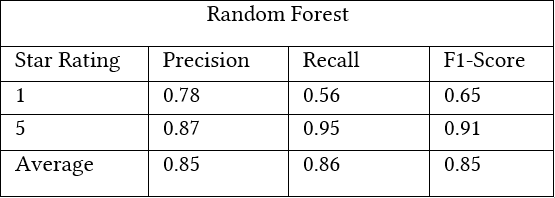 Random Forest
Star Rating Precision Recall F1-Score
1 0.78 0.56 0.65
5 0.87 0.95 0.91
Average 0.85 0.86 0.85